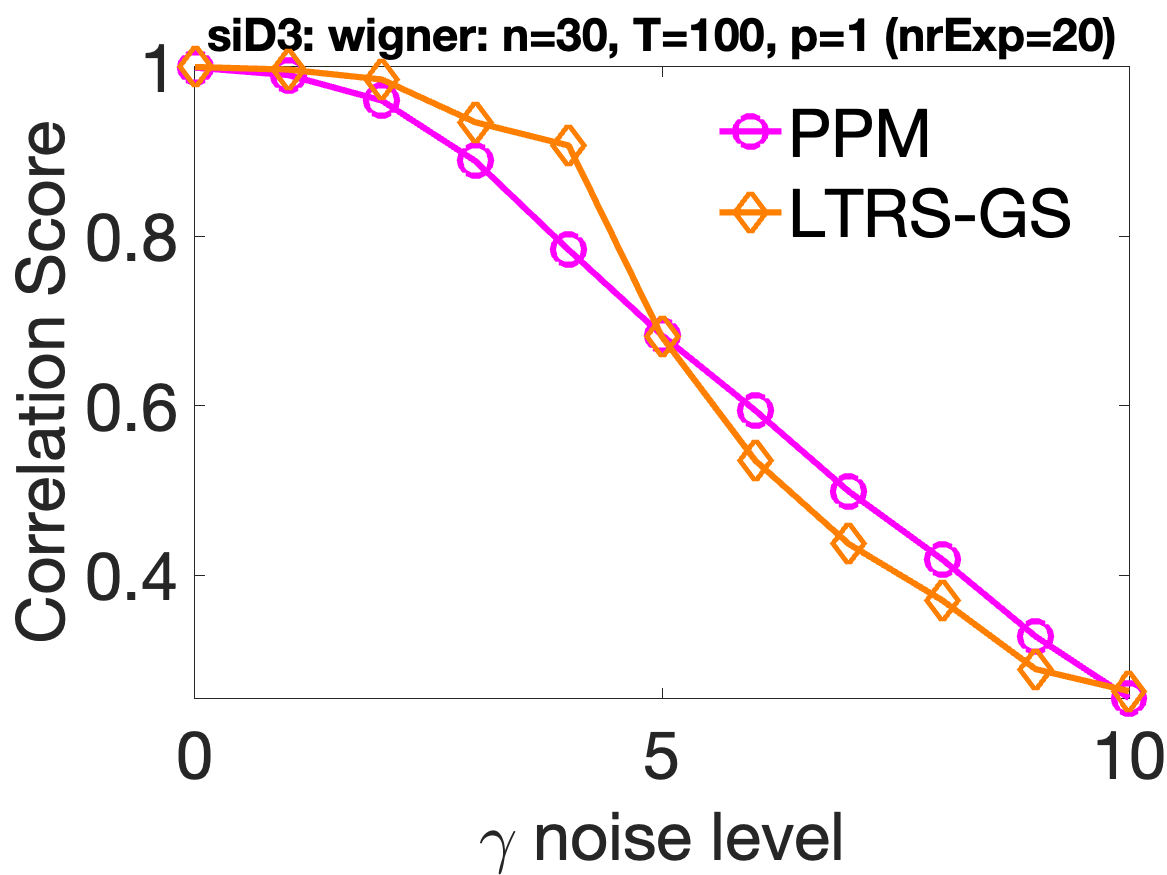 siD3: wigner: n=30, T=100, p=1 (nrExp=20)
PPM
LTRS-GS
Correlation Score
1
0.8
0.6
0.4
0
5
10
γ noise level